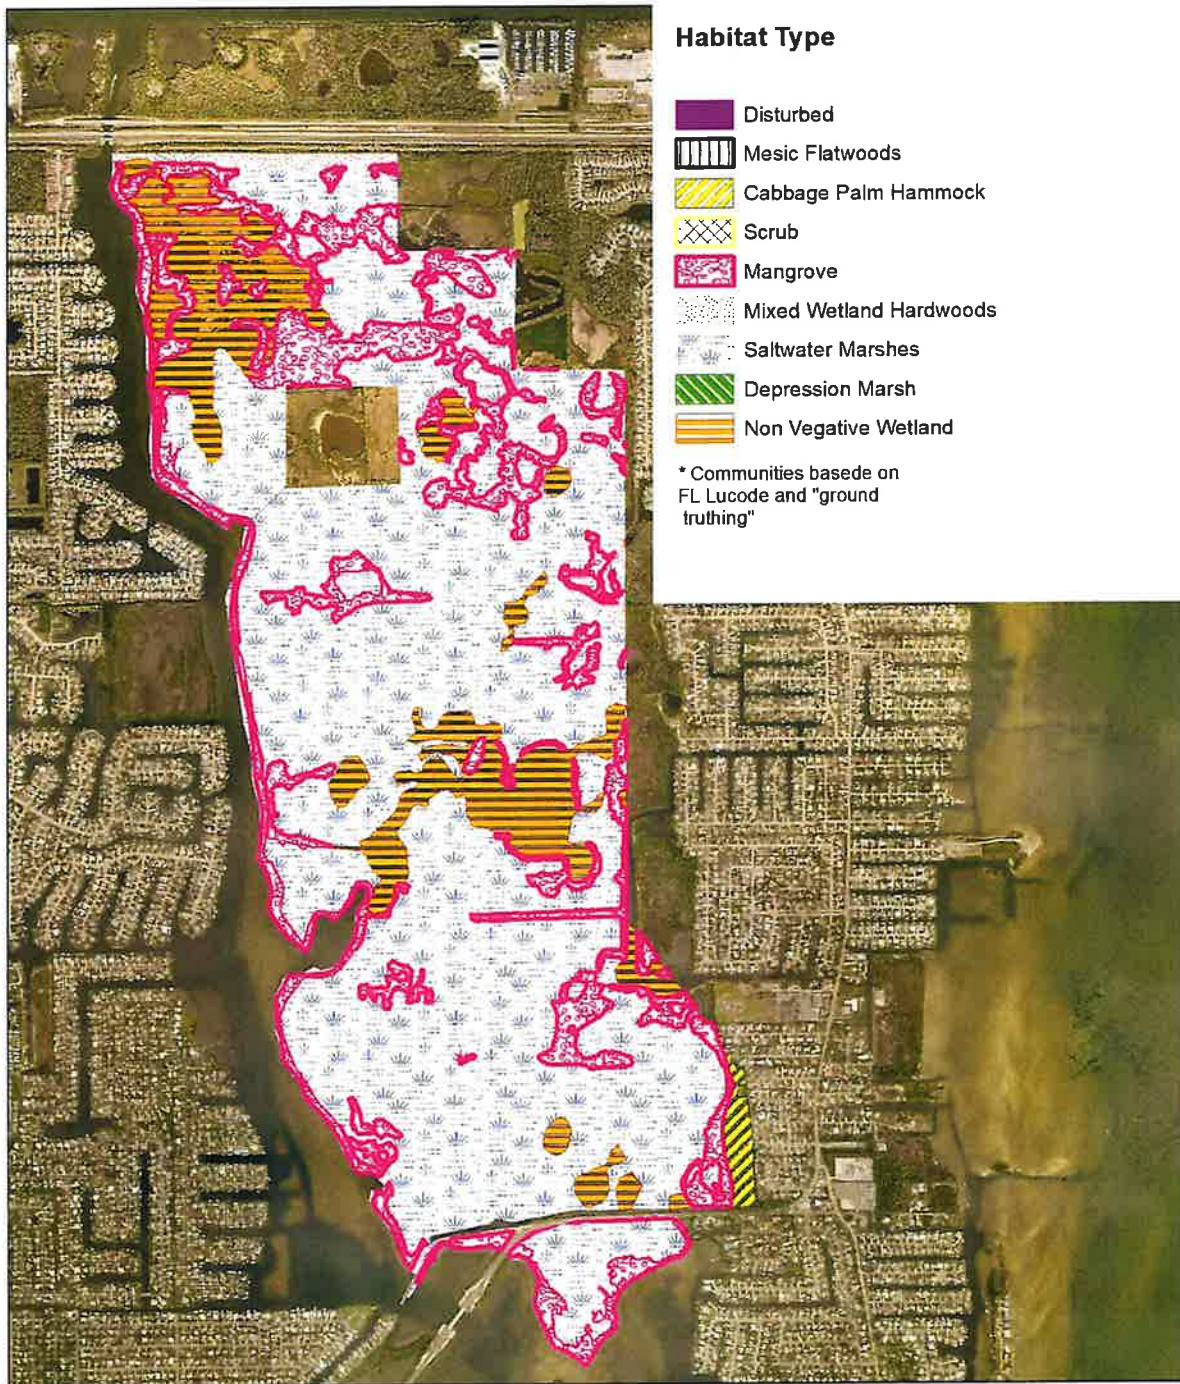 Habitat Type
Disturbed
Mesic Flatwoods
Cabbage Palm Hammock
Scrub
Mangrove
Mixed Wetland Hardwoods
Saltwater Marshes
Depression Marsh
Non Vegative Wetland
* Communities basede on
FL Lucode and "ground
truthing"